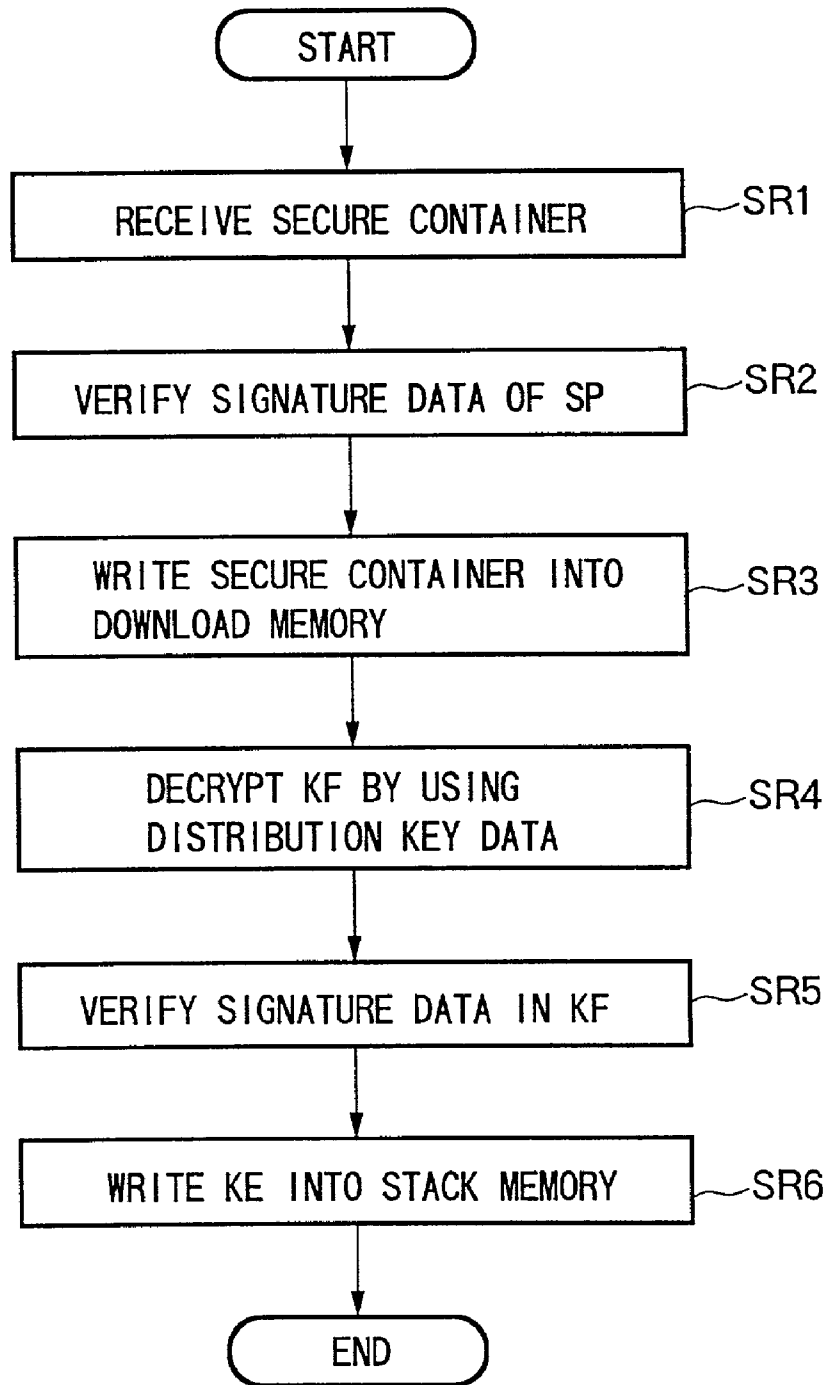 START
RECEIVE SECURE CONTAINER
SR1
VERIFY SIGNATURE DATA OF SP
SR2
WRITE SECURE CONTAINER INTO
DOWNLOAD MEMORY
SR3
DECRYPT KF BY USING
DISTRIBUTION KEY DATA
SR4
VERIFY SIGNATURE DATA IN KF
SR5
WRITE KE INTO STACK MEMORY
SR6
END